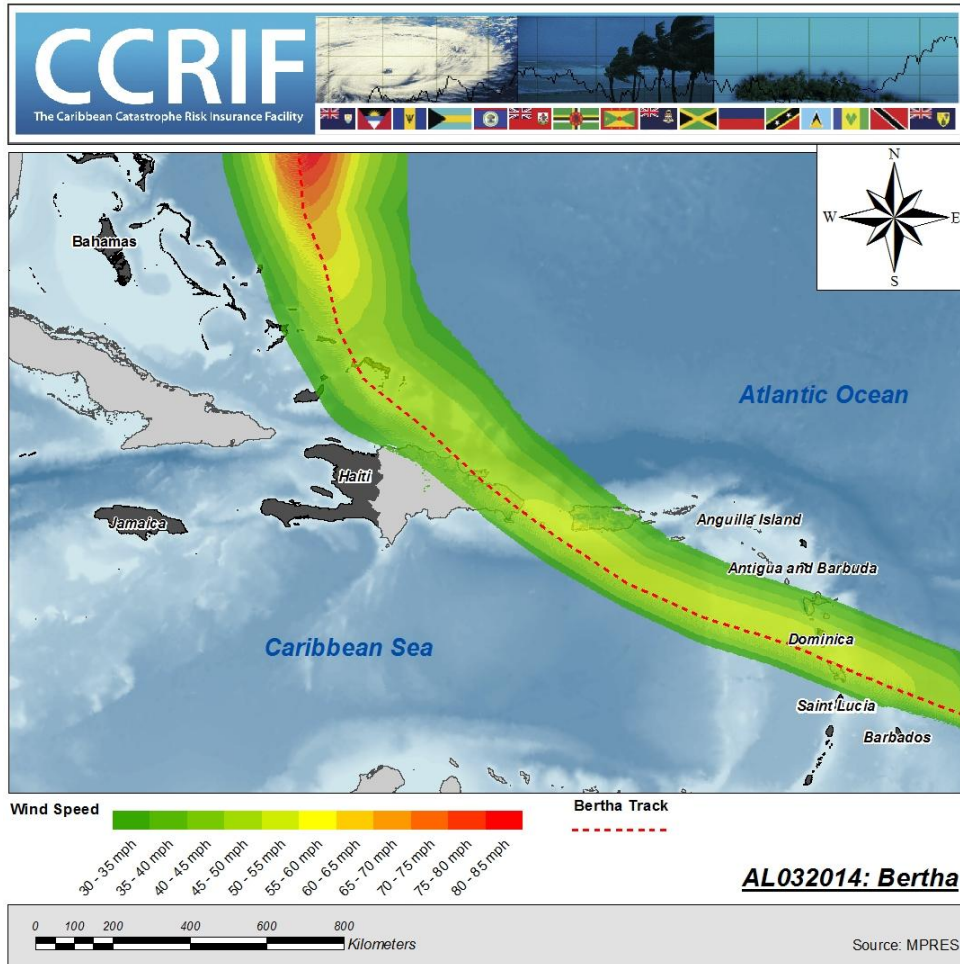 CCRIF
The Caribbean Catastrophe Risk Insurance Facility
N
W E
S
Bahamas
Atlantic Ocean
Haiti
Jamaica
Anguilla Island
Antigua and Barbuda
Caribbean Sea
Dominica
Saint Lucia
Barbados
Wind Speed
30 - 35 mph
35 - 40 mph
40 - 45 mph
45 - 50 mph
50 - 55 mph
55 - 60 mph
60 - 65 mph
65 - 70 mph
70 - 75 mph
75 - 80 mph
80 - 85 mph
Bertha Track
AL032014: Bertha
0 100 200 400 600 800
Kilometers
Source: MPRES